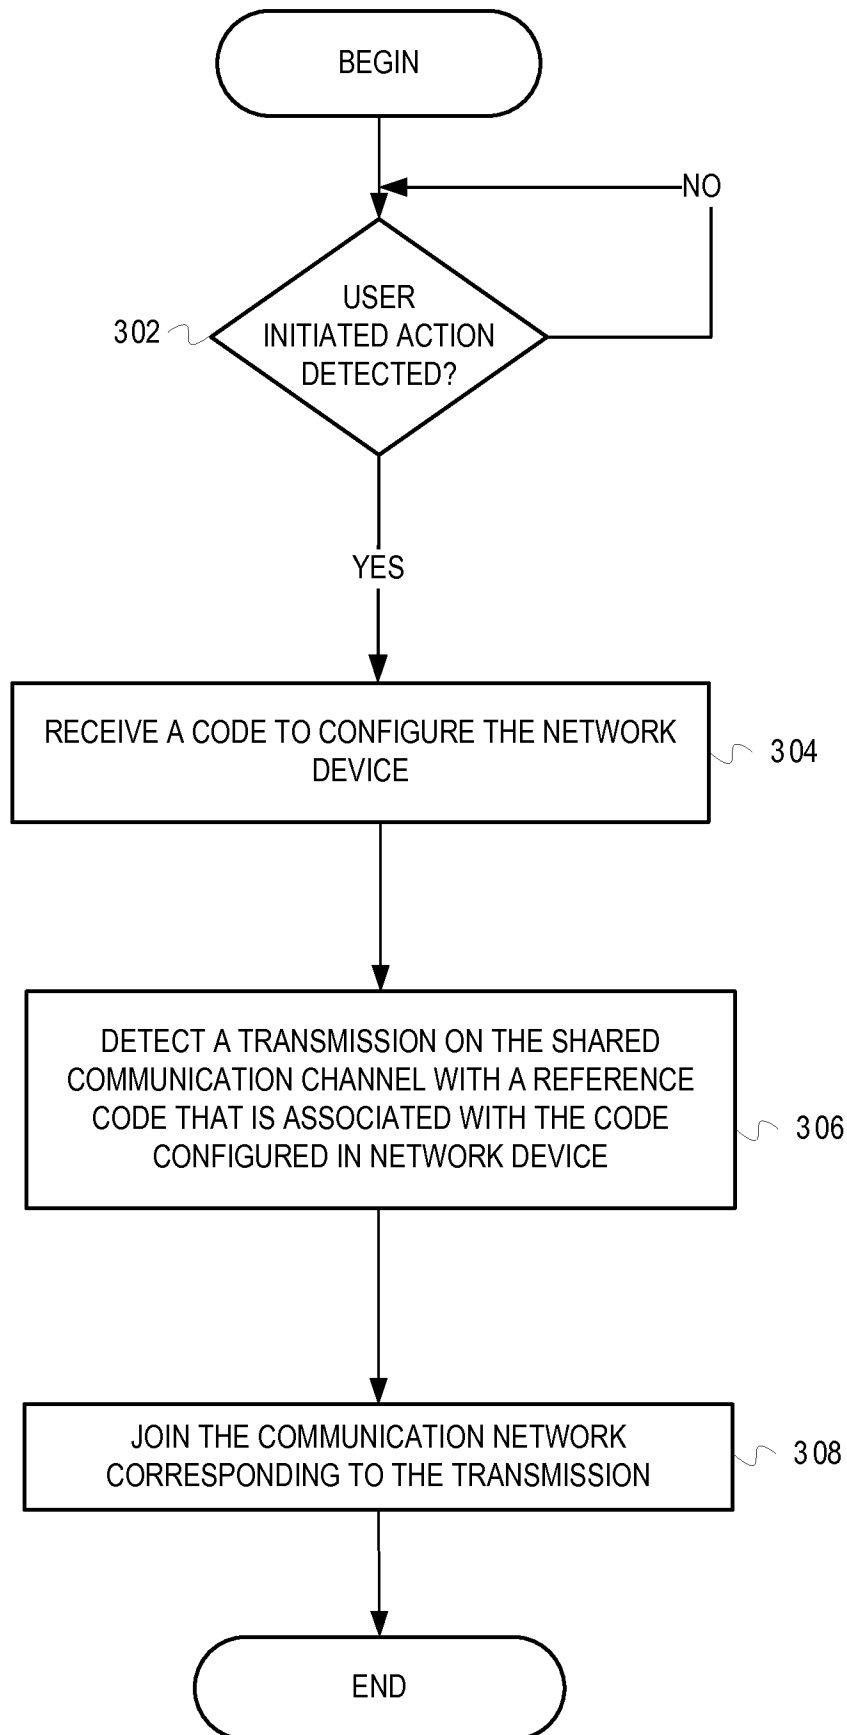 BEGIN
NO
USER
INITIATED ACTION
DETECTED?
302
YES
RECEIVE A CODE TO CONFIGURE THE NETWORK
DEVICE
304
DETECT A TRANSMISSION ON THE SHARED
COMMUNICATION CHANNEL WITH A REFERENCE
CODE THAT IS ASSOCIATED WITH THE CODE
CONFIGURED IN NETWORK DEVICE
306
JOIN THE COMMUNICATION NETWORK
CORRESPONDING TO THE TRANSMISSION
308
END